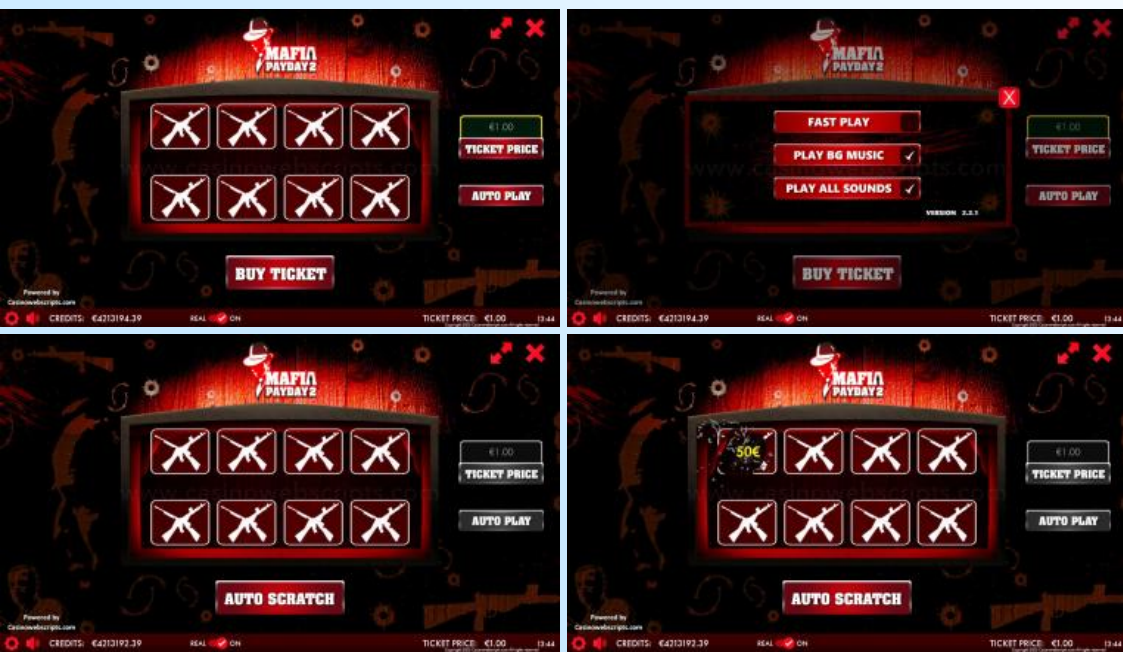 MAFIA
PAYDAY 2
€1.00
TICKET PRICE
AUTO PLAY
BUY TICKET
Powered by
Casinowebscripts.com
CREDITS: €4213194.39
REAL ON
TICKET PRICE: €1.00
13:44
MAFIA
PAYDAY 2
X
FAST PLAY
PLAY BG MUSIC
PLAY ALL SOUNDS
VERSION 2.2.1
www.casinowebscripts.com
€1.00
TICKET PRICE
AUTO PLAY
BUY TICKET
Powered by
Casinowebscripts.com
CREDITS: €4213194.39
REAL ON
TICKET PRICE: €1.00
13:44
MAFIA
PAYDAY 2
€1.00
TICKET PRICE
AUTO PLAY
AUTO SCRATCH
Powered by
Casinowebscripts.com
CREDITS: €4213192.39
REAL ON
TICKET PRICE: €1.00
13:44
MAFIA
PAYDAY 2
50€
€1.00
TICKET PRICE
AUTO PLAY
AUTO SCRATCH
Powered by
Casinowebscripts.com
CREDITS: €4213192.39
REAL ON
TICKET PRICE: €1.00
13:44